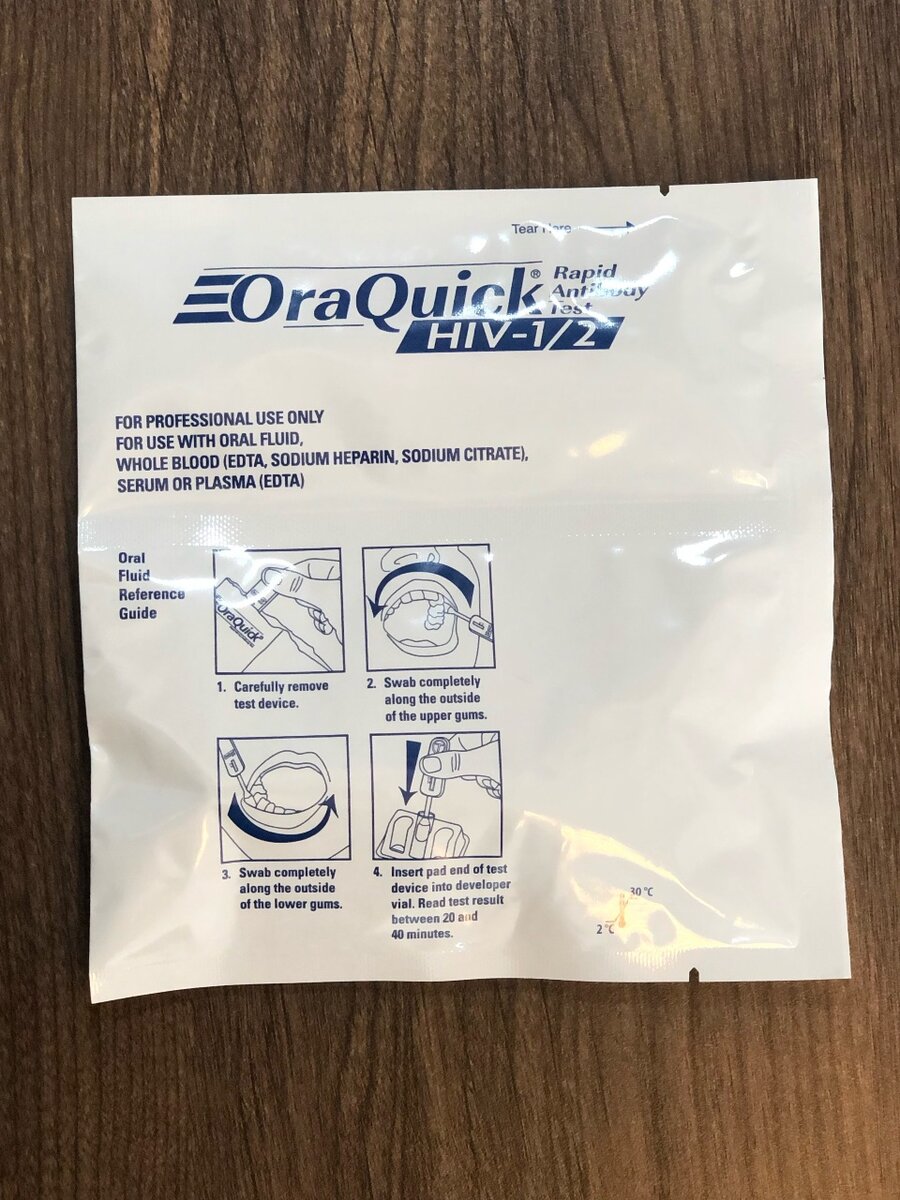 Tear Here
OraQuick® Rapid
Antibody
Test
HIV-1/2
FOR PROFESSIONAL USE ONLY
FOR USE WITH ORAL FLUID,
WHOLE BLOOD (EDTA, SODIUM HEPARIN, SODIUM CITRATE),
SERUM OR PLASMA (EDTA)
Oral
Fluid
Reference
Guide
OraQuick
1. Carefully remove
test device.
2. Swab completely
along the outside
of the upper gums.
3. Swab completely
along the outside
of the lower gums.
4. Insert pad end of test
device into developer
vial. Read test result
between 20 and
40 minutes.
30 °C
2 °C